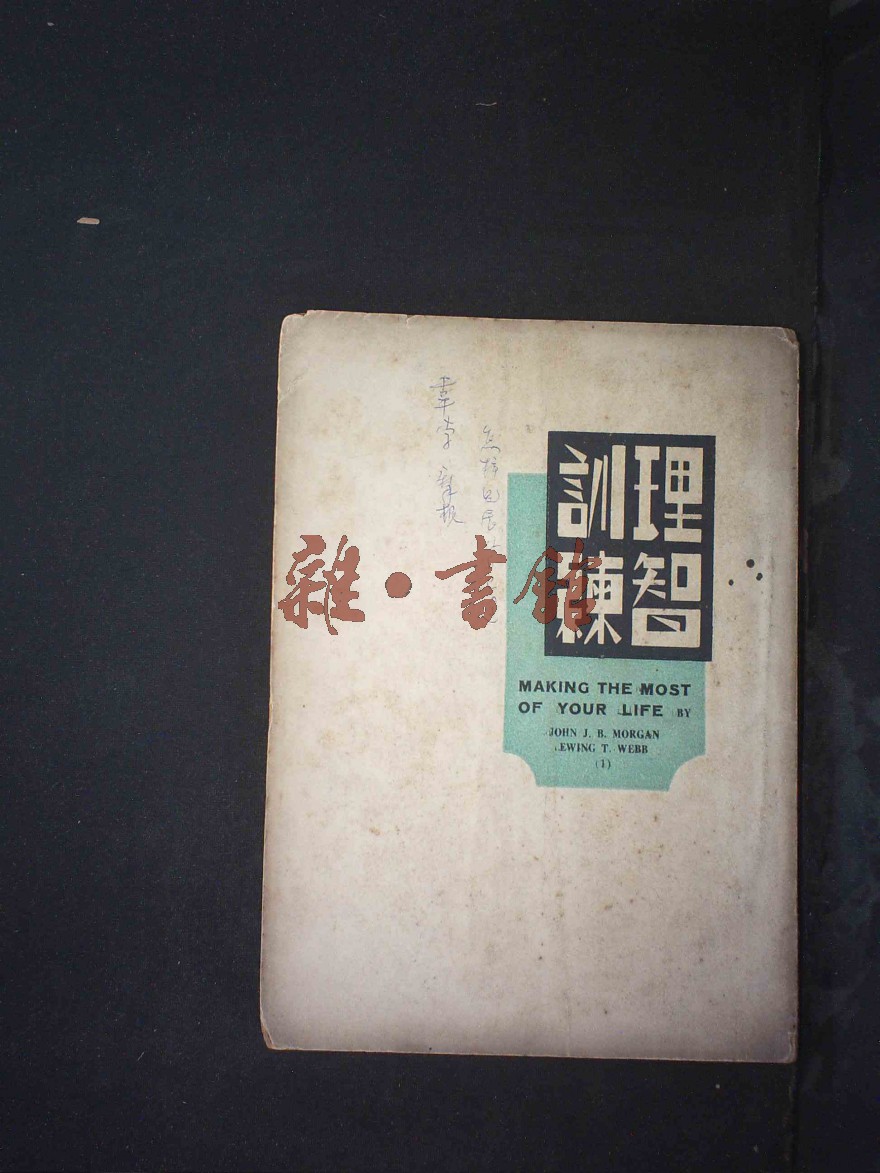 理智
訓練
MAKING THE MOST
OF YOUR LIFE BY
JOHN J. B. MORGAN
EWING T. WEBB
(1)
雜•書館